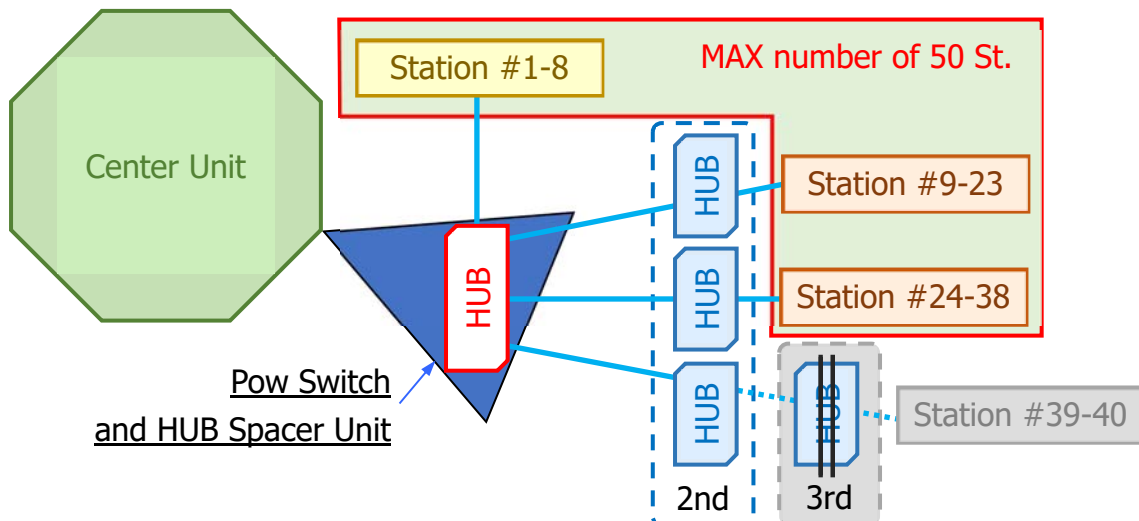 Station #1-8
MAX number of 50 St.
Center Unit
HUB
Station #9-23
HUB
HUB
Station #24-38
Pow Switch
and HUB Spacer Unit
HUB
HUB
Station #39-40
2nd
3rd